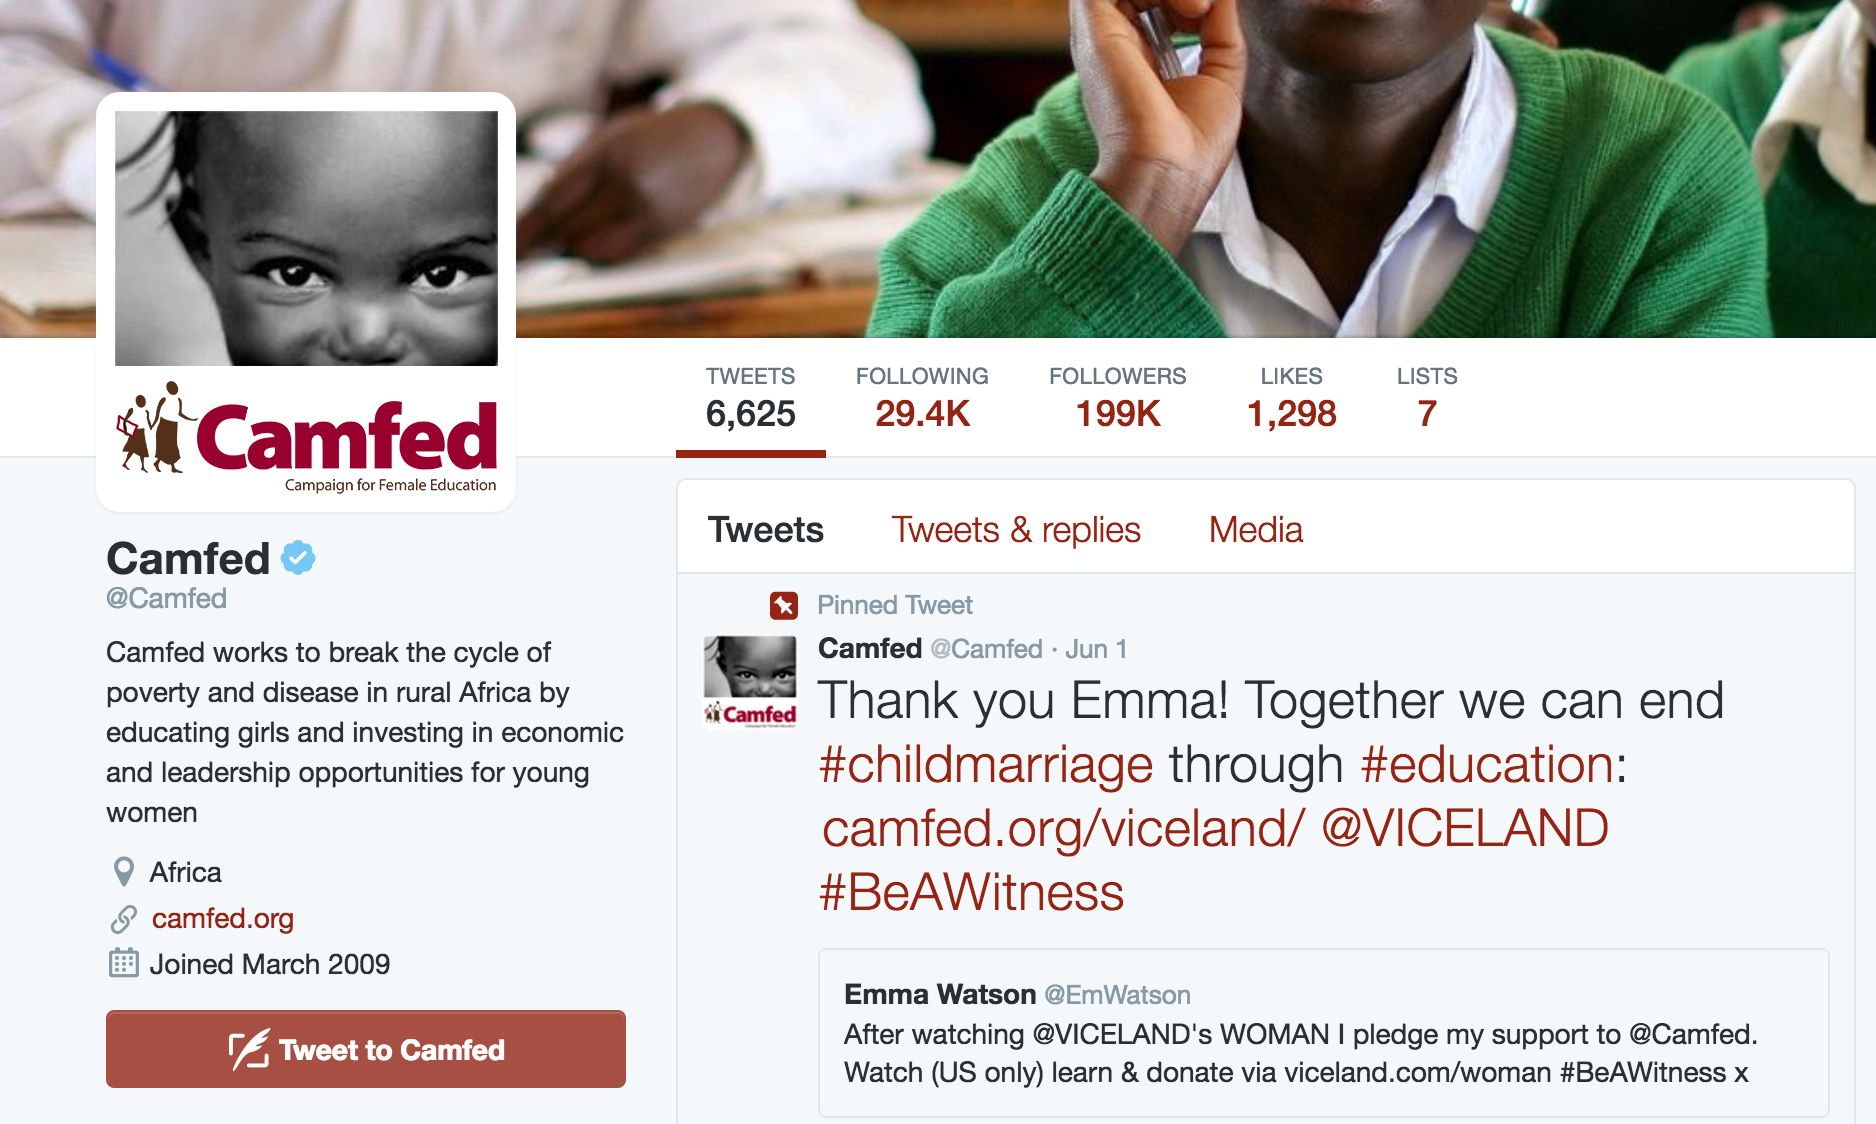 Camfed
Campaign for Female Education
TWEETS
6,625
FOLLOWING
29.4K
FOLLOWERS
199K
LIKES
1,298
LISTS
7
Camfed
@Camfed
Camfed works to break the cycle of
poverty and disease in rural Africa by
educating girls and investing in economic
and leadership opportunities for young
women
Africa
camfed.org
Joined March 2009
Tweet to Camfed
Tweets Tweets & replies Media
Pinned Tweet
Camfed
Camfed @Camfed · Jun 1
Thank you Emma! Together we can end
#childmarriage through #education:
camfed.org/viceland/ @VICELAND
#BeAWitness
Emma Watson @EmWatson
After watching @VICELAND's WOMAN I pledge my support to @Camfed.
Watch (US only) learn & donate via viceland.com/woman #BeAWitness x